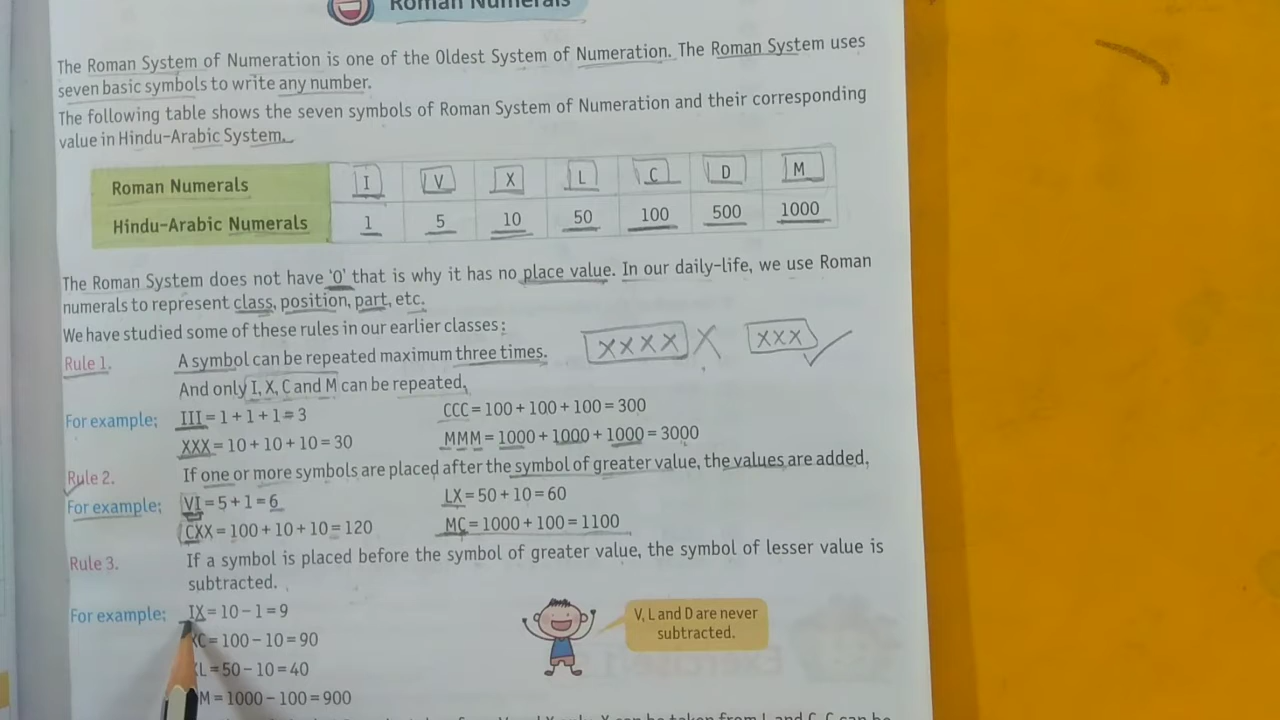 Roman Numerals
The Roman System of Numeration is one of the Oldest System of Numeration. The Roman System uses
seven basic symbols to write any number.
The following table shows the seven symbols of Roman System of Numeration and their corresponding
value in Hindu-Arabic System.
Roman Numerals I V X L C D M
Hindu-Arabic Numerals 1 5 10 50 100 500 1000
The Roman System does not have '0' that is why it has no place value. In our daily-life, we use Roman
numerals to represent class, position, part, etc.
We have studied some of these rules in our earlier classes:
XXXX X XXX ✓
Rule 1. A symbol can be repeated maximum three times.
And only I, X, C and M can be repeated,
For example; III = 1 + 1 + 1 = 3 CCC = 100 + 100 + 100 = 300
XXX = 10 + 10 + 10 = 30 MMM = 1000 + 1000 + 1000 = 3000
Rule 2. If one or more symbols are placed after the symbol of greater value, the values are added,
For example; VI = 5 + 1 = 6 LX = 50 + 10 = 60
CXX = 100 + 10 + 10 = 120 MC = 1000 + 100 = 1100
Rule 3. If a symbol is placed before the symbol of greater value, the symbol of lesser value is
subtracted.
For example; IX = 10 – 1 = 9
C = 100 – 10 = 90
L = 50 – 10 = 40
M = 1000 – 100 = 900
V, L and D are never
subtracted.
can be taken from L and C. C can be